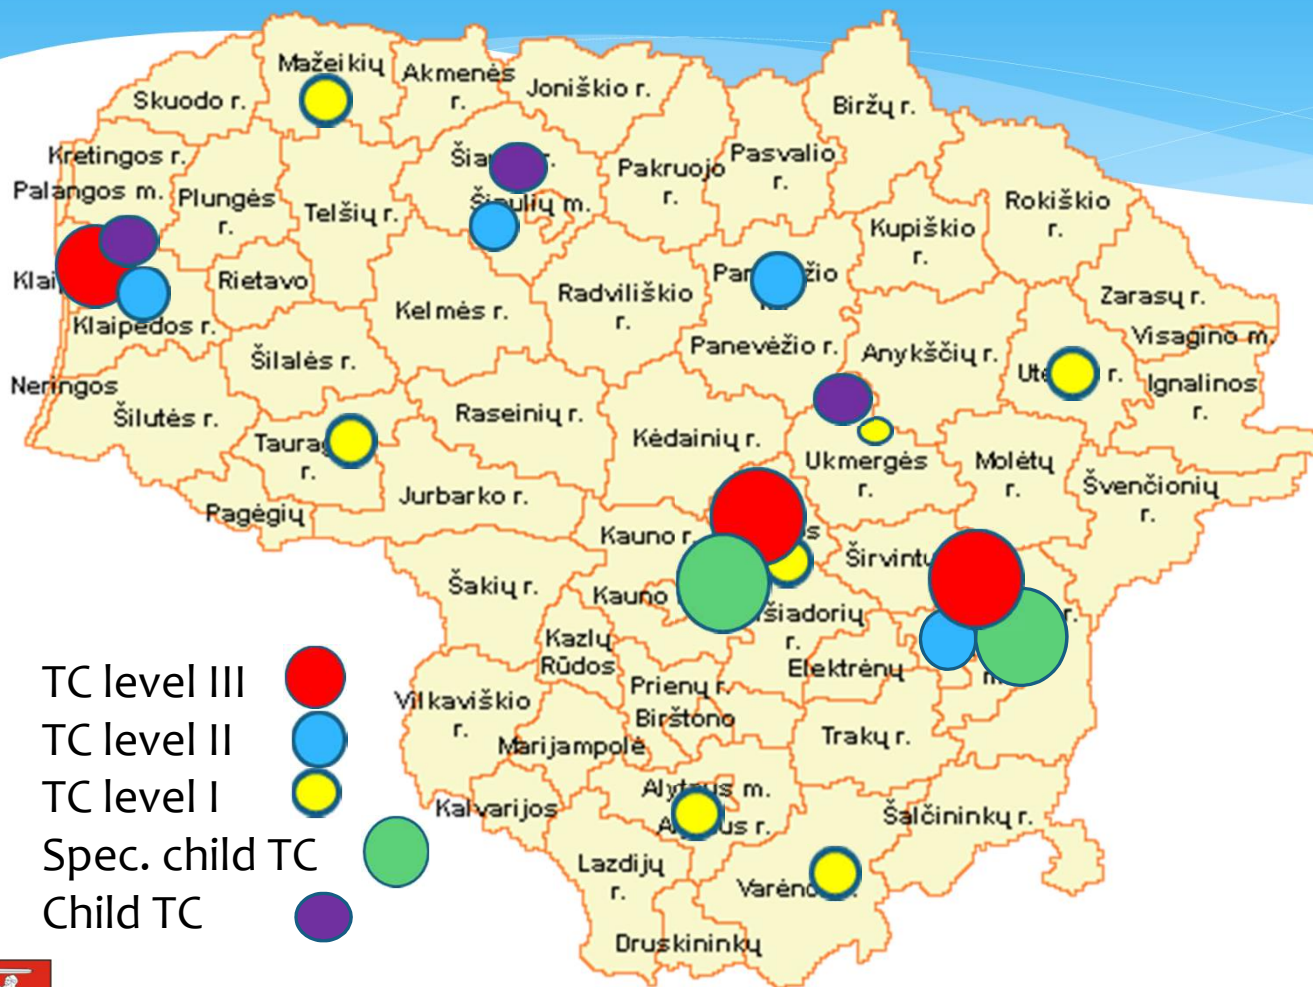 Mažeikių
Akmenės
r.
Joniškio r.
Skuodo r.
Biržų r.
Kretingos r.
Palangos m.
Plungės
r.
Telšių r.
Šiulių m.
Pakruojo
r.
Pasvalio
r.
Rokiškio
r.
Kupiškio
r.
Rietavo
Kelmės r.
Radviliškio
r.
Zarasų r.
Visagino m.
Klaipėdos r.
Panevėžio r.
Anykščių r.
r.
Ignalinos
r.
Neringos
Šilalės r.
Šilutės r.
r.
Raseinių r.
Kėdainių r.
Ukmergės
r.
Molėtų
r.
Švenčionių
r.
Pagėgių
Jurbarko r.
Kauno r.
Kauno
Šakių r.
r.
r.
Kazlų
Rūdos
Elektrėnų
Prienų r.
Birštono
Vilkaviškio
r.
Marijampolė
Trakų r.
Kalvarijos
m.
r.
Šalčininkų r.
Lazdijų
r.
Druskininkų
TC level III
TC level II
TC level I
Spec. child TC
Child TC